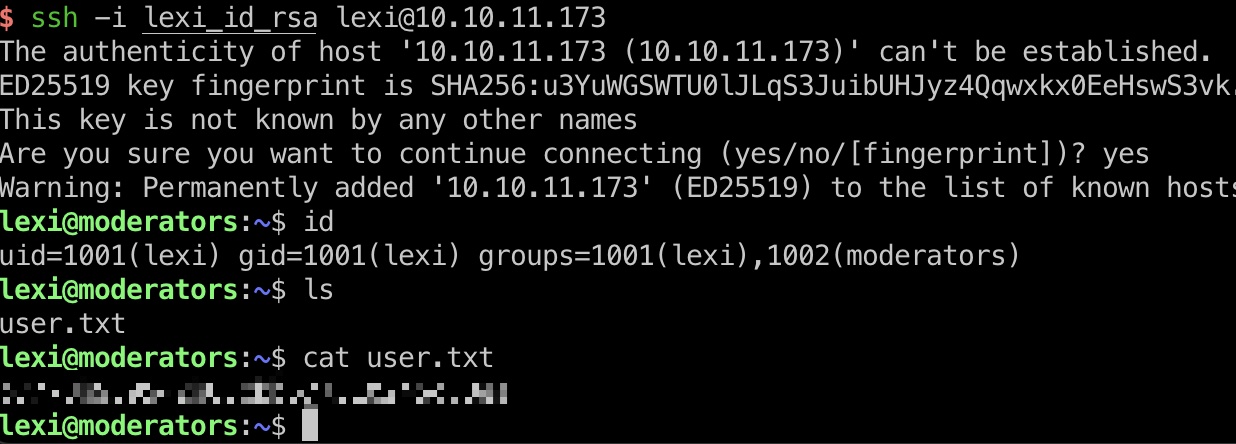 $ ssh -i lexi_id_rsa lexi@10.10.11.173
The authenticity of host '10.10.11.173 (10.10.11.173)' can't be established.
ED25519 key fingerprint is SHA256:u3YuWGSWTU0lJLqS3JuibUHJyz4Qqwxkx0EeHswS3vk.
This key is not known by any other names
Are you sure you want to continue connecting (yes/no/[fingerprint])? yes
Warning: Permanently added '10.10.11.173' (ED25519) to the list of known hosts
lexi@moderators:~$ id
uid=1001(lexi) gid=1001(lexi) groups=1001(lexi),1002(moderators)
lexi@moderators:~$ ls
user.txt
lexi@moderators:~$ cat user.txt
lexi@moderators:~$